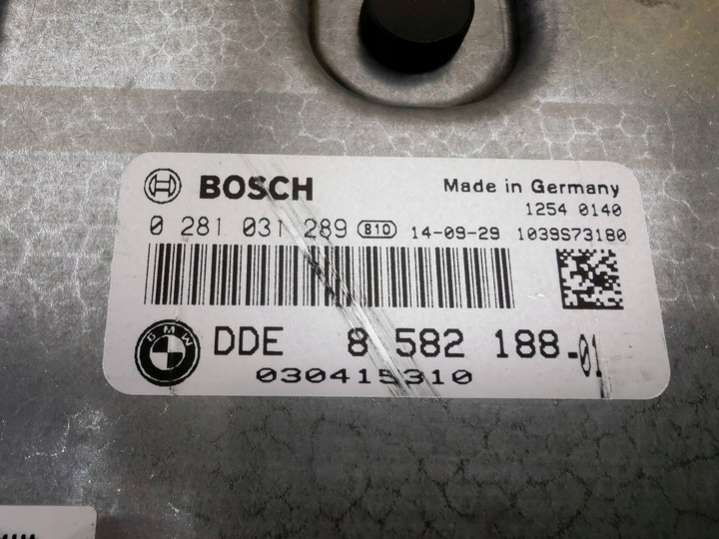 BOSCH
Made in Germany
1254 0140
0 281 031 289 810 14-09-29 1039S73180
BMW
DDE 8 582 188-01
030415310